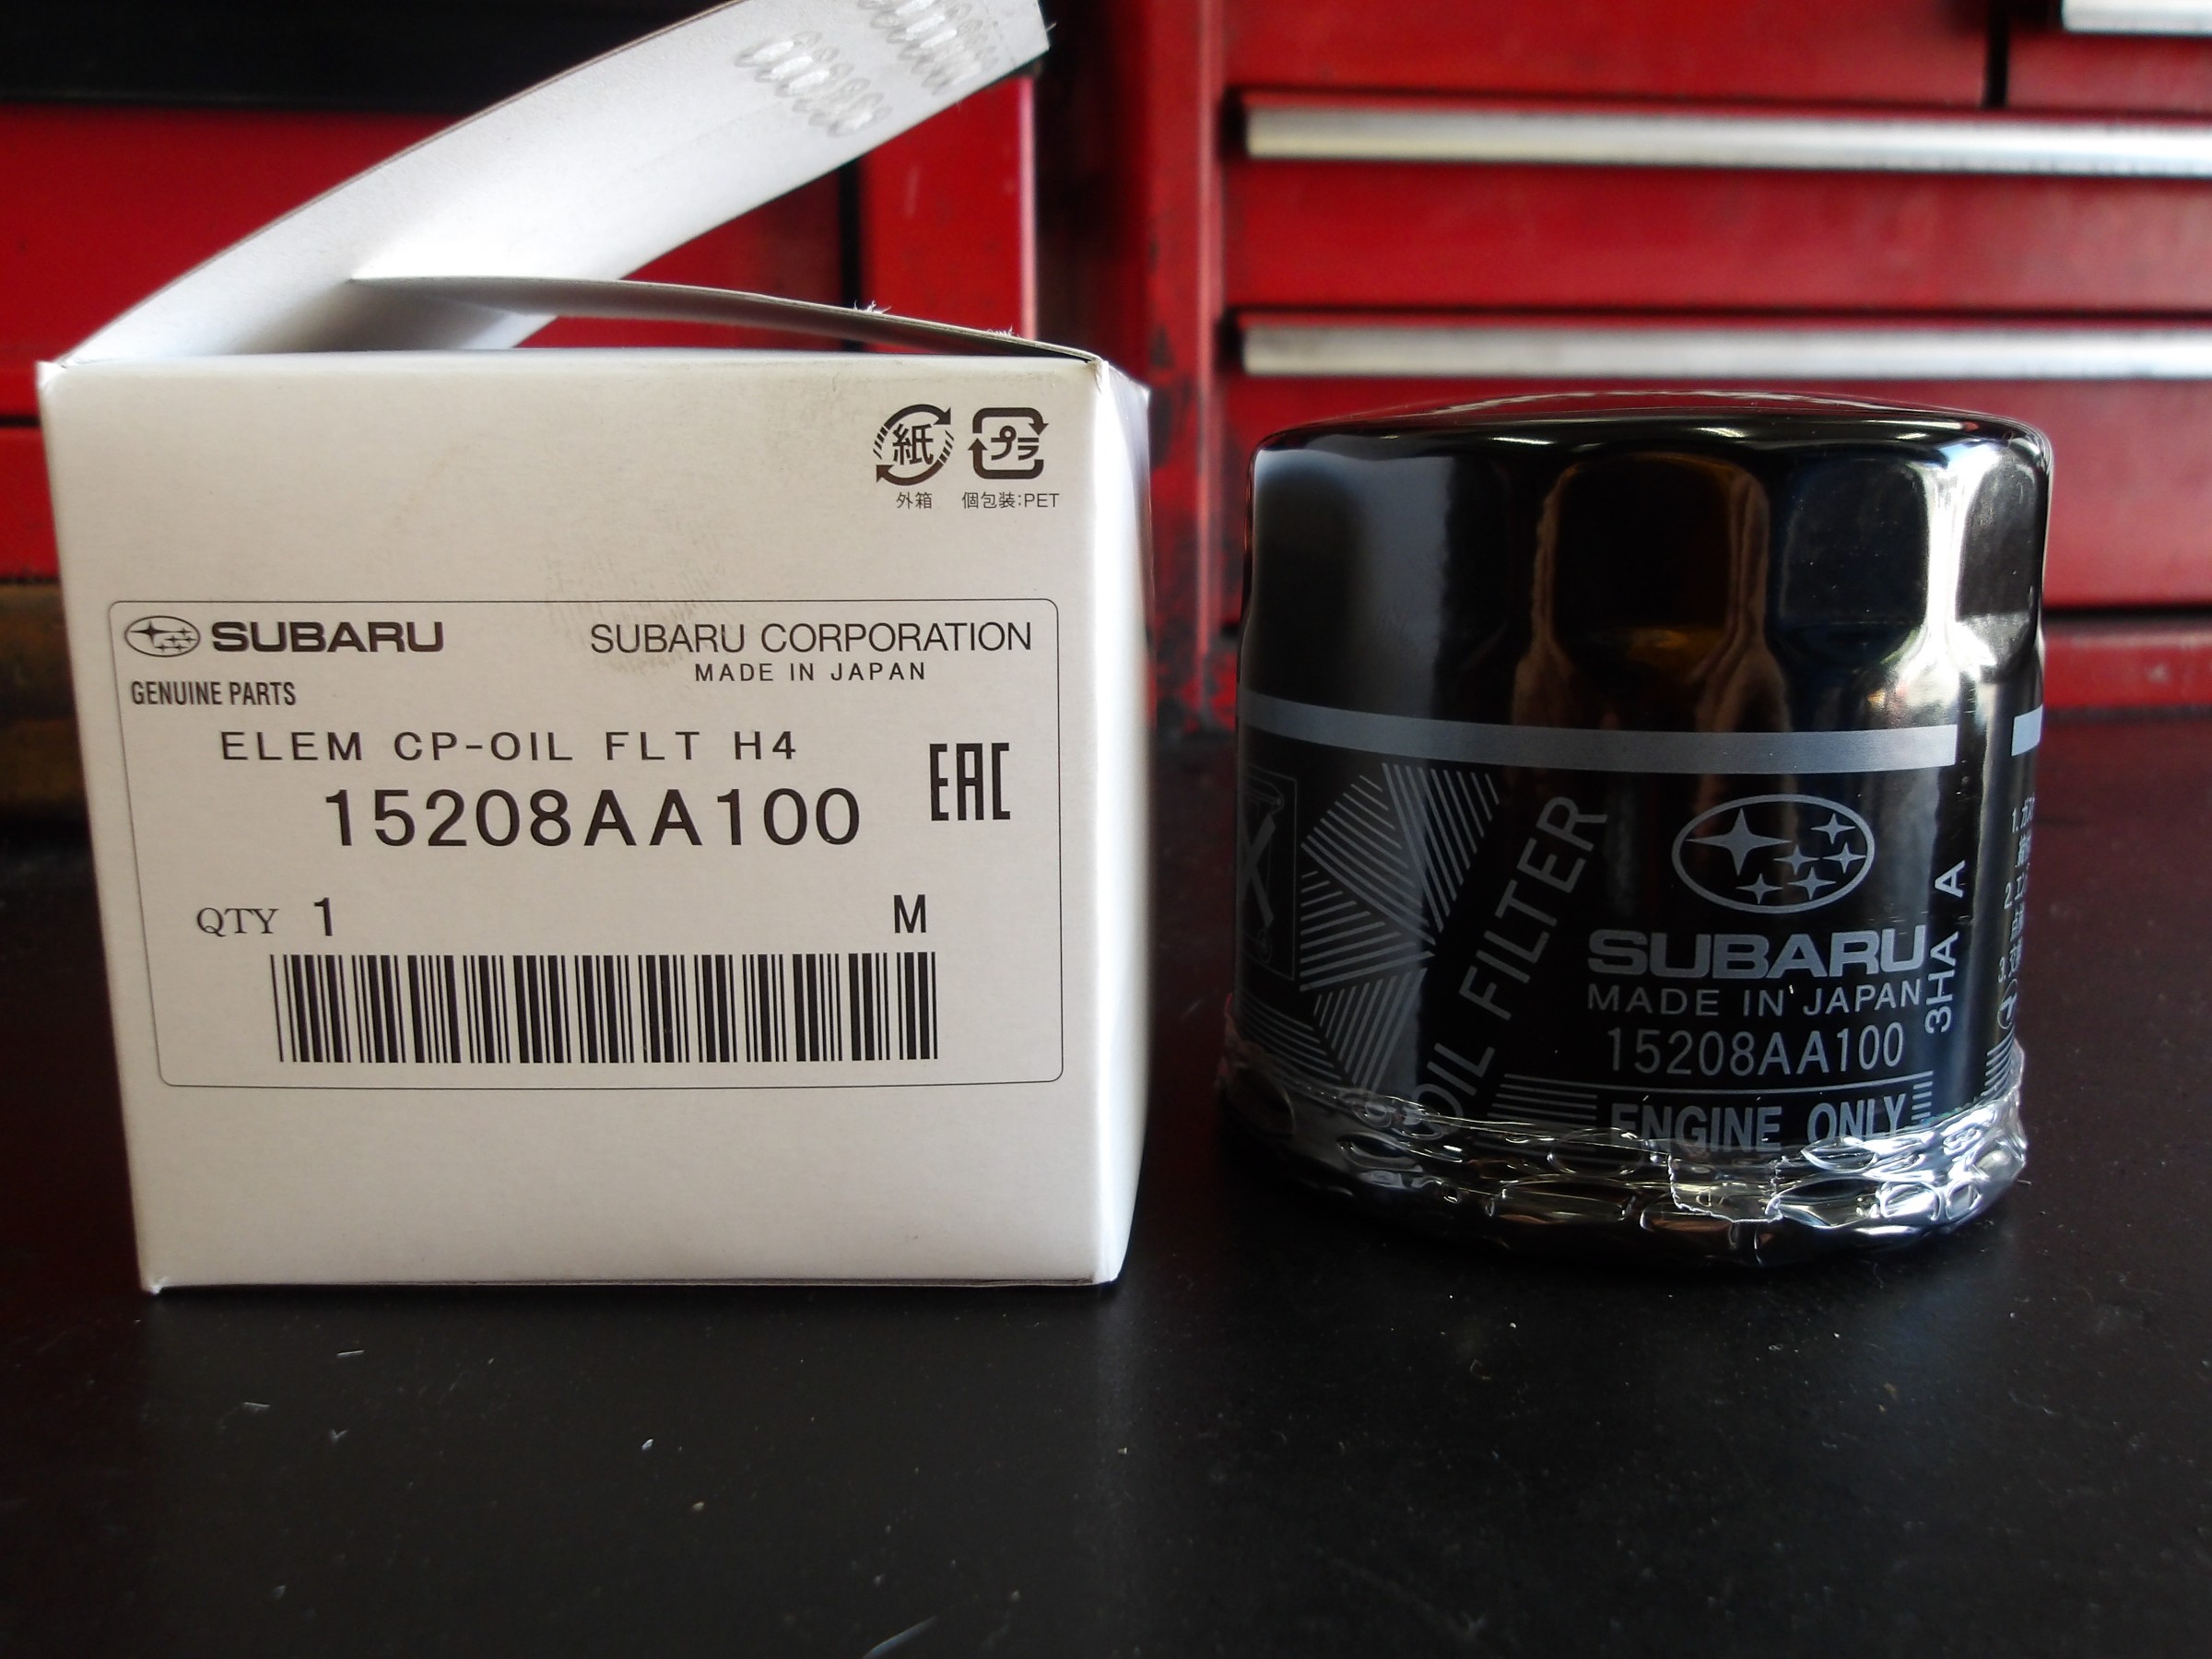 紙
プラ
外箱
個包装:PET
SUBARU
SUBARU CORPORATION
MADE IN JAPAN
GENUINE PARTS
ELEM CP-OIL FLT H4
EAC
15208AA100
QTY 1
M
OIL FILTER
SUBARU
MADE IN JAPAN
15208AA100
ENGINE ONLY
3HA A